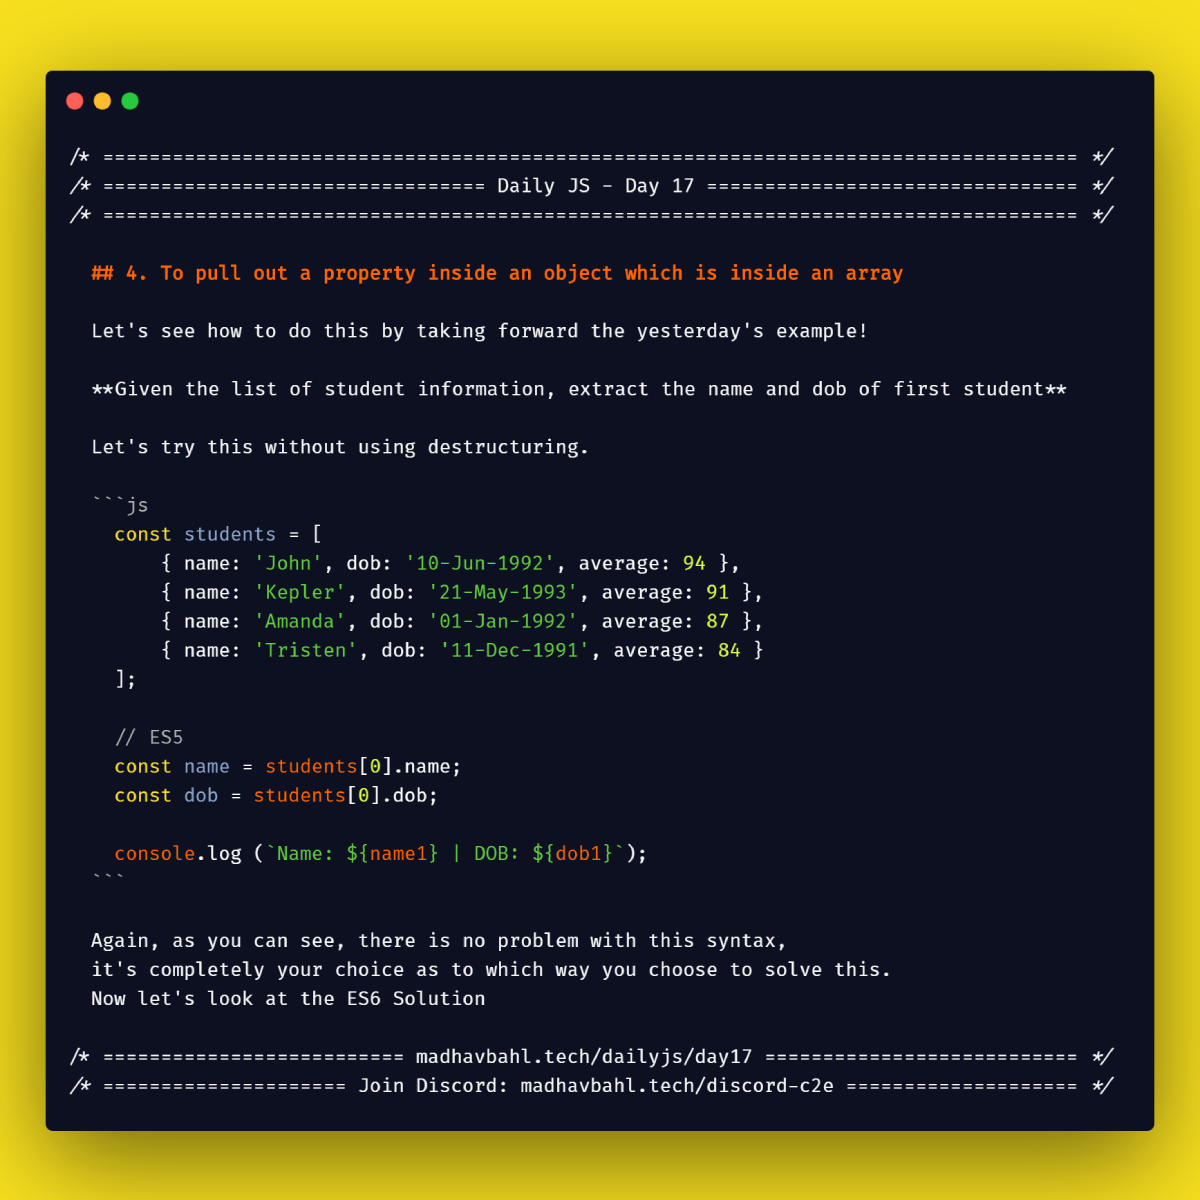 /* ==================================================================================== */
/* ================================= Daily JS - Day 17 ================================ */
/* ==================================================================================== */
## 4. To pull out a property inside an object which is inside an array
Let's see how to do this by taking forward the yesterday's example!
**Given the list of student information, extract the name and dob of first student**
Let's try this without using destructuring.
```js
const students = [
{ name: 'John', dob: '10-Jun-1992', average: 94 },
{ name: 'Kepler', dob: '21-May-1993', average: 91 },
{ name: 'Amanda', dob: '01-Jan-1992', average: 87 },
{ name: 'Tristen', dob: '11-Dec-1991', average: 84 }
];
// ES5
const name = students[0].name;
const dob = students[0].dob;
console.log (`Name: ${name1} | DOB: ${dob1}`);
```
Again, as you can see, there is no problem with this syntax,
it's completely your choice as to which way you choose to solve this.
Now let's look at the ES6 Solution
/* ========================== madhavbahl.tech/dailyjs/day17 =========================== */
/* ===================== Join Discord: madhavbahl.tech/discord-c2e ==================== */